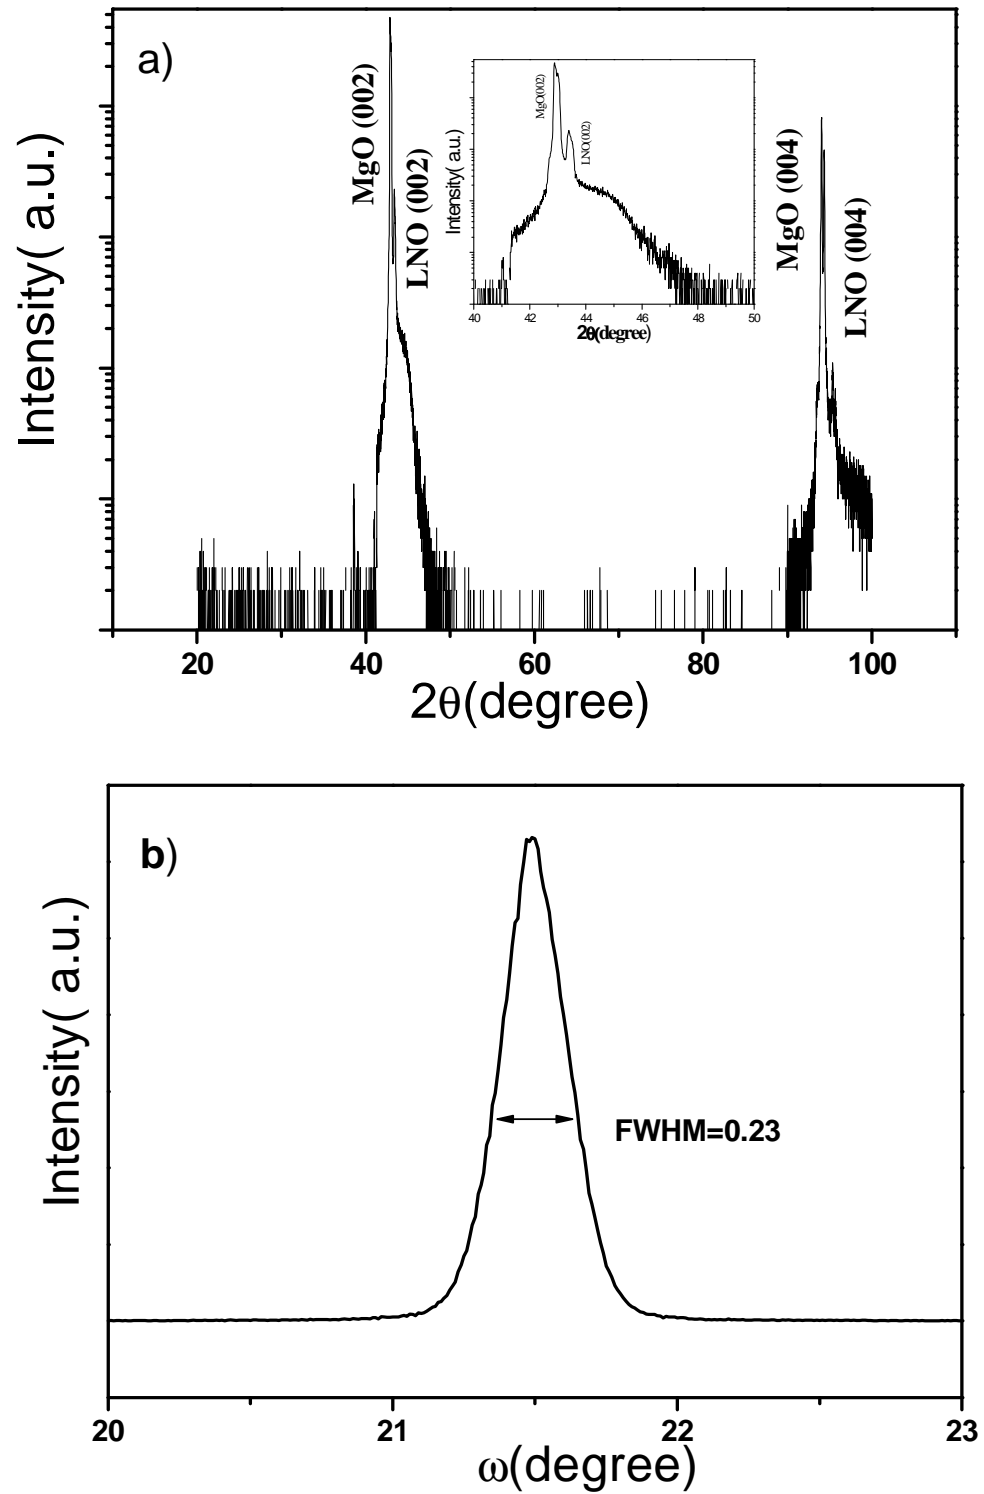 a)
Intensity( a.u.)
MgO (002)
LNO (002)
MgO (004)
LNO (004)
Intensity( a.u.)
MgO(002)
LNO(002)
40 42 44 46 48 50
2θ(degree)
20 40 60 80 100
2θ(degree)
b)
Intensity( a.u.)
FWHM=0.23
20 21 22 23
ω(degree)